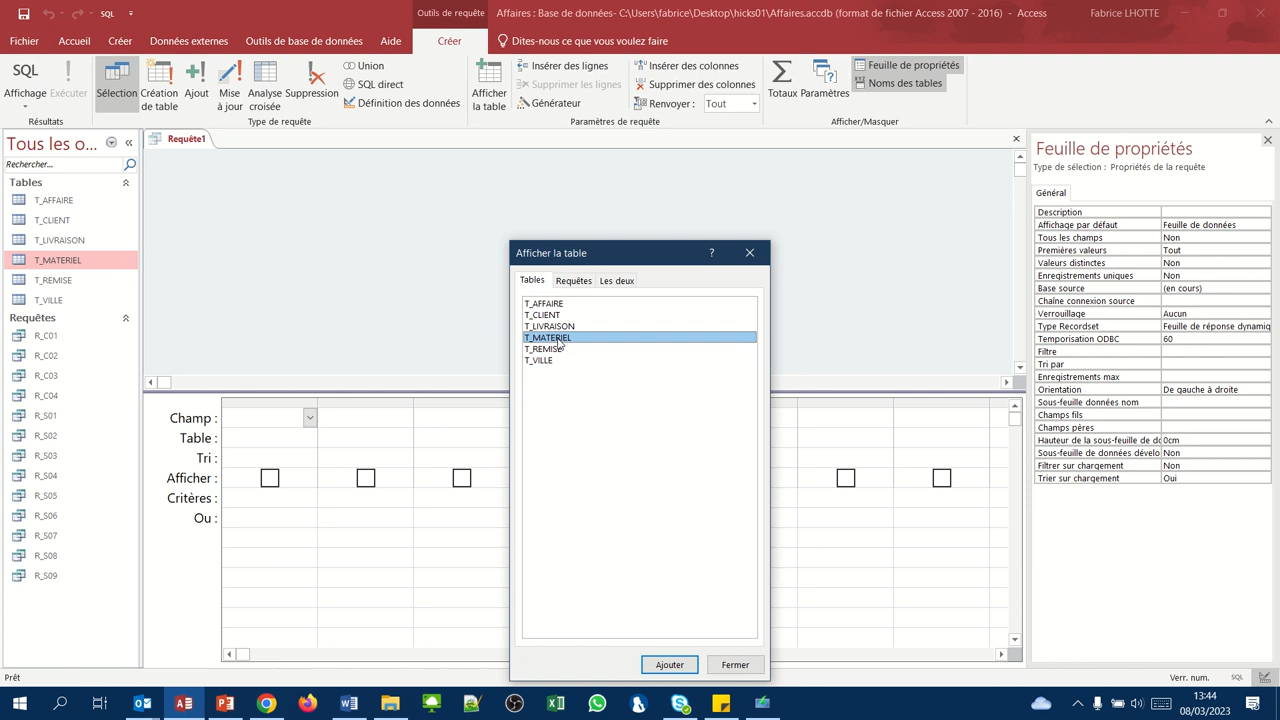 SQL
Outils de requête
Affaires : Base de données- C:\Users\fabrice\Desktop\hicks01\Affaires.accdb (format de fichier Access 2007 - 2016) - Access
Fabrice LHOTTE
Fichier
Accueil
Créer
Données externes
Outils de base de données
Aide
Créer
Dites-nous ce que vous voulez faire
SQL
Affichage
Exécuter
Résultats
Sélection
Création de table
Ajout
Mise à jour
Analyse croisée
Suppression
Union
SQL direct
Définition des données
Type de requête
Afficher la table
Insérer des lignes
Supprimer les lignes
Générateur
Insérer des colonnes
Supprimer des colonnes
Renvoyer : Tout
Paramètres de requête
Totaux
Paramètres
Feuille de propriétés
Noms des tables
Afficher/Masquer
Tous les o...
Rechercher...
Tables
T_AFFAIRE
T_CLIENT
T_LIVRAISON
T_MATERIEL
T_REMISE
T_VILLE
Requêtes
R_C01
R_C02
R_C03
R_C04
R_S01
R_S02
R_S03
R_S04
R_S05
R_S06
R_S07
R_S08
R_S09
Requête1
Champ :
Table :
Tri :
Afficher :
Critères :
Ou :
Afficher la table
?
Tables
Requêtes
Les deux
T_AFFAIRE
T_CLIENT
T_LIVRAISON
T_MATERIEL
T_REMISE
T_VILLE
Ajouter
Fermer
Feuille de propriétés
Type de sélection : Propriétés de la requête
Général
Description
Affichage par défaut Feuille de données
Tous les champs Non
Premières valeurs Tout
Valeurs distinctes Non
Enregistrements uniques Non
Base source (en cours)
Chaîne connexion source
Verrouillage Aucun
Type Recordset Feuille de réponse dynamiq
Temporisation ODBC 60
Filtre
Tri par
Enregistrements max
Orientation De gauche à droite
Sous-feuille données nom
Champs fils
Champs pères
Hauteur de la sous-feuille de do 0cm
Sous-feuille de données dévelo Non
Filtrer sur chargement Non
Trier sur chargement Oui
Prêt
Verr. num.
SQL
13:44
08/03/2023